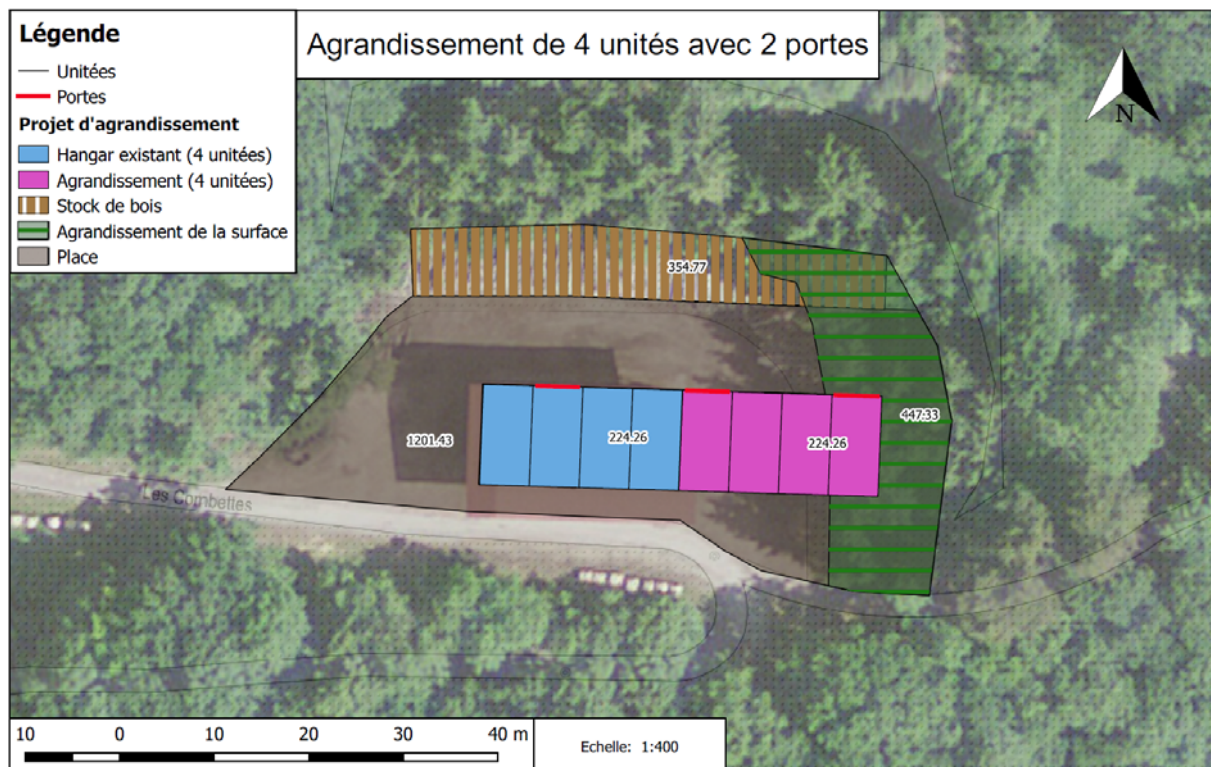 Légende
Unitées
Portes
Projet d'agrandissement
Hangar existant (4 unitées)
Agrandissement (4 unitées)
Stock de bois
Agrandissement de la surface
Place
Agrandissement de 4 unités avec 2 portes
N
354.77
447.33
1201.43
224.26
224.26
Les Combettes
10 0 10 20 30 40 m
Echelle: 1:400